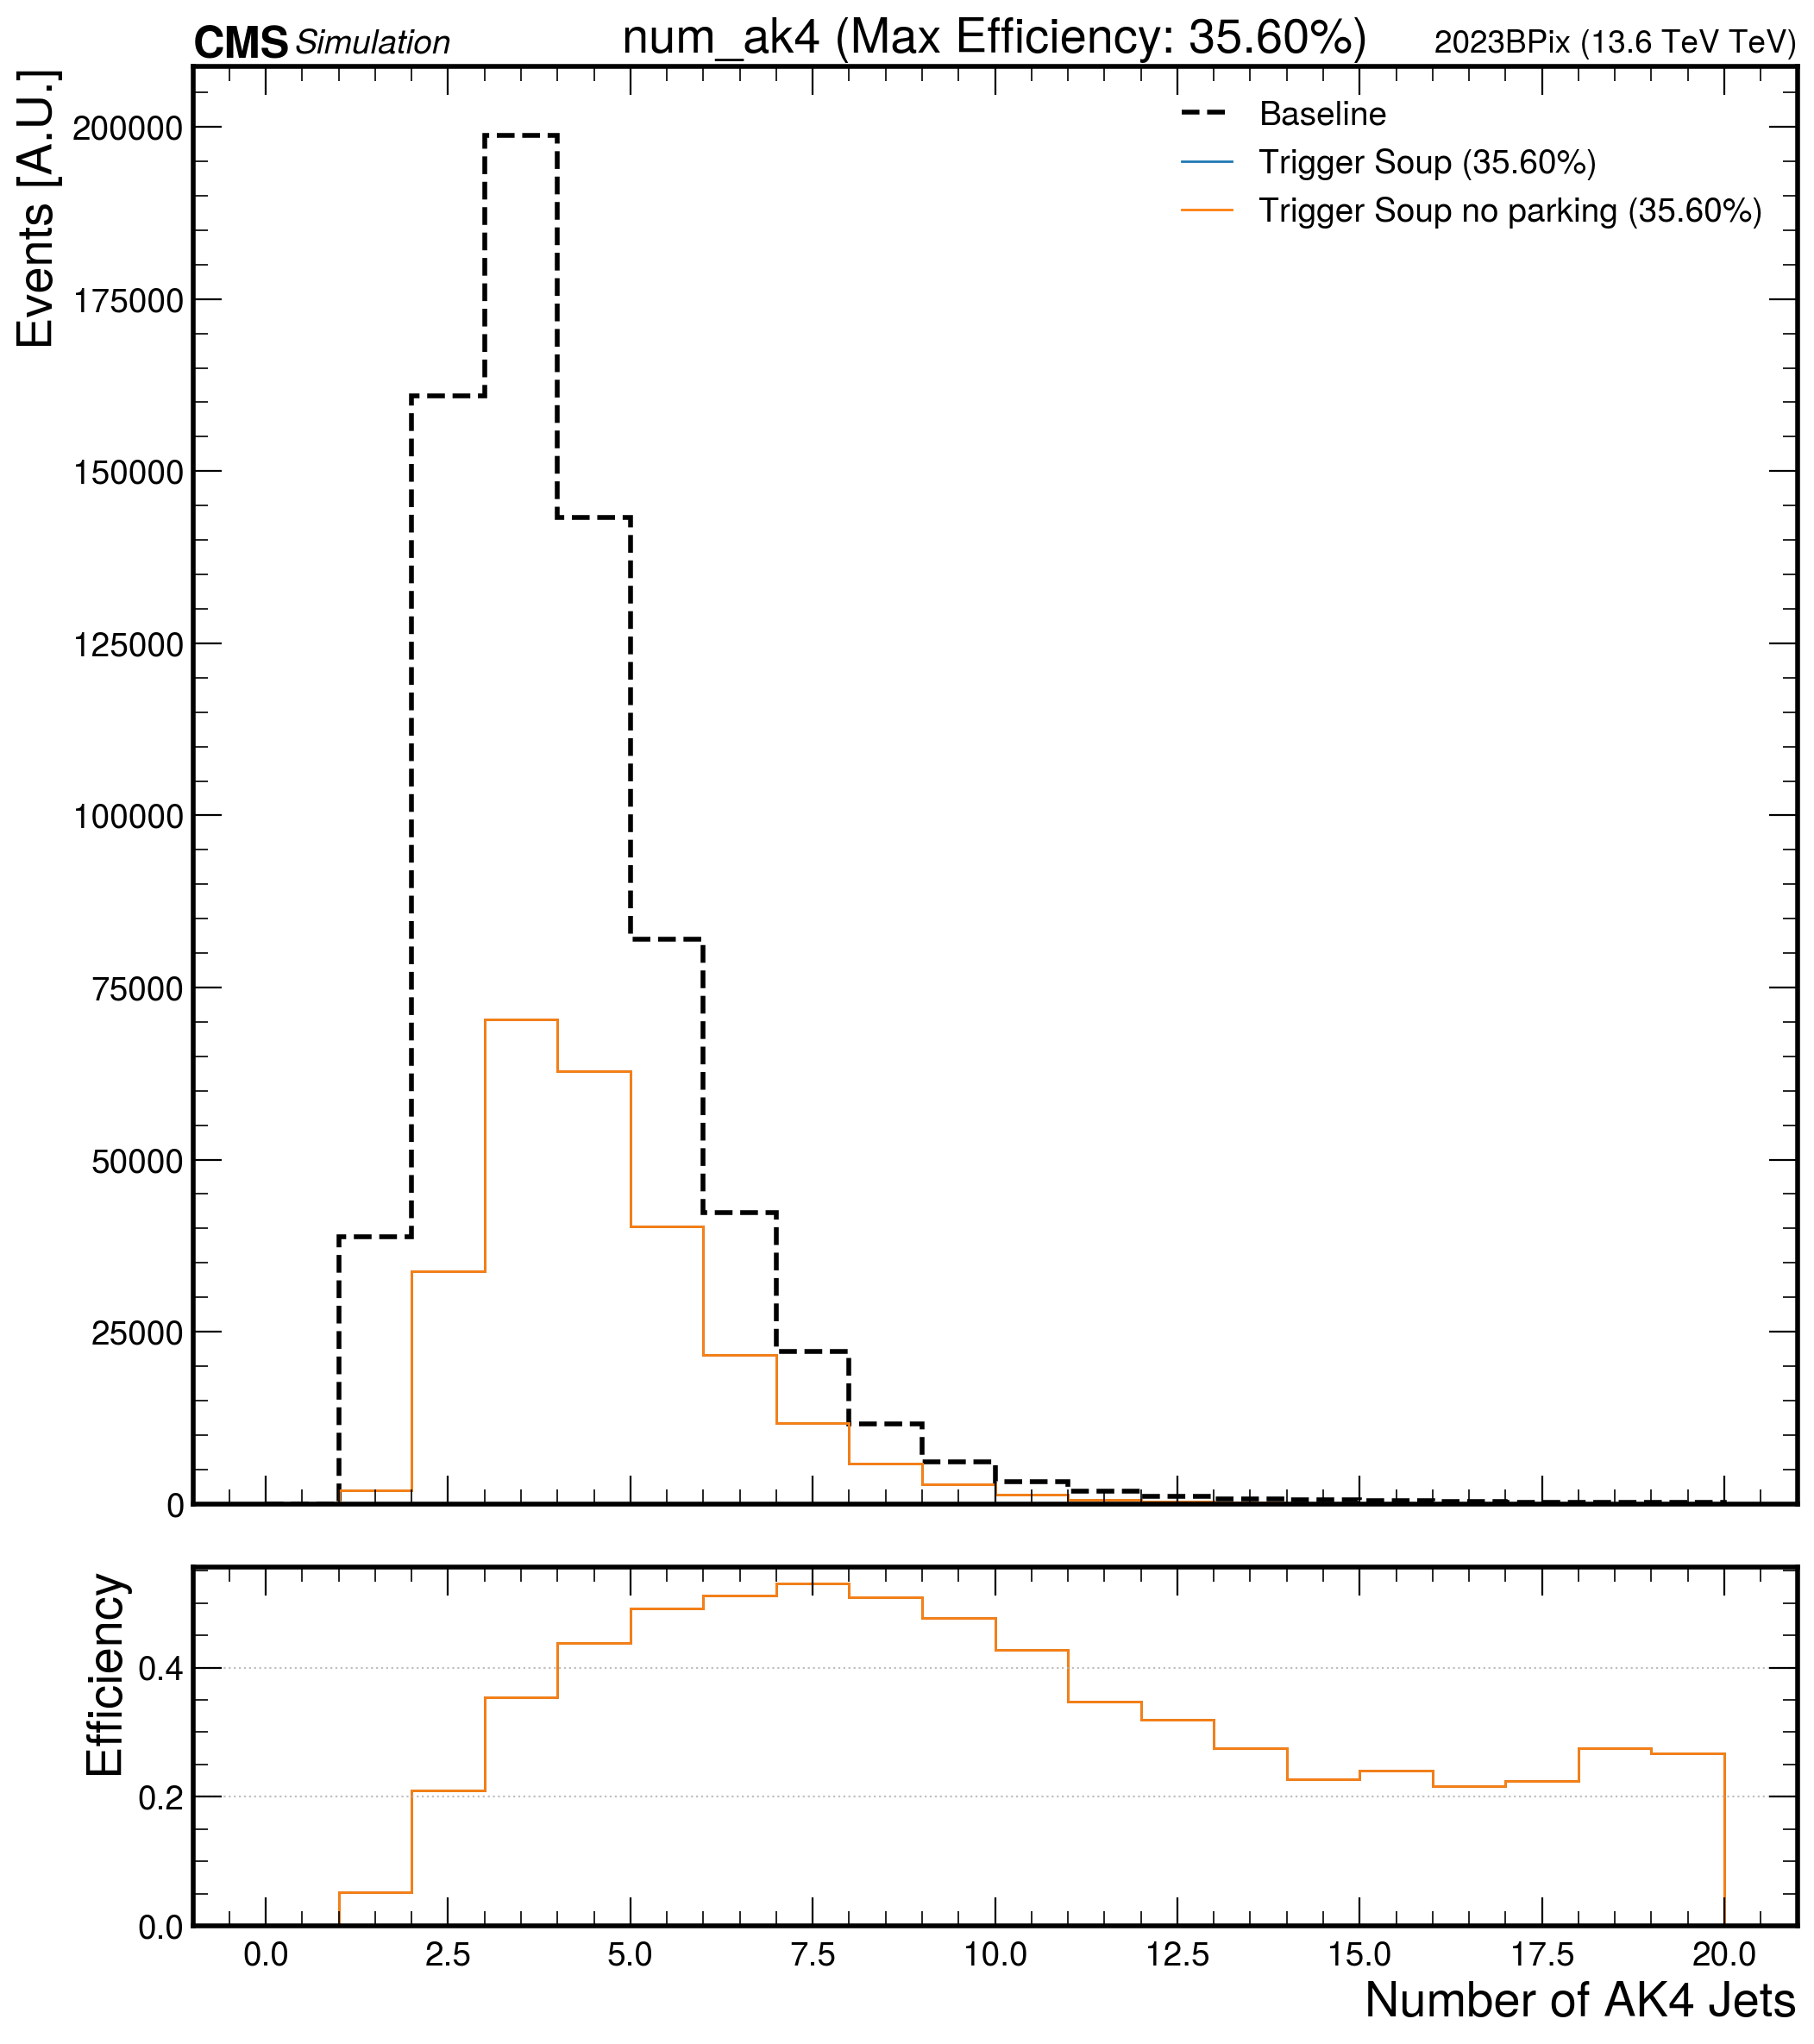 CMS Simulation num_ak4 (Max Efficiency: 35.60%) 2023BPix (13.6 TeV TeV)
Events [A.U.]
200000
175000
150000
125000
100000
75000
50000
25000
0
Baseline
Trigger Soup (35.60%)
Trigger Soup no parking (35.60%)
Efficiency
0.4
0.2
0.0
0.0 2.5 5.0 7.5 10.0 12.5 15.0 17.5 20.0
Number of AK4 Jets